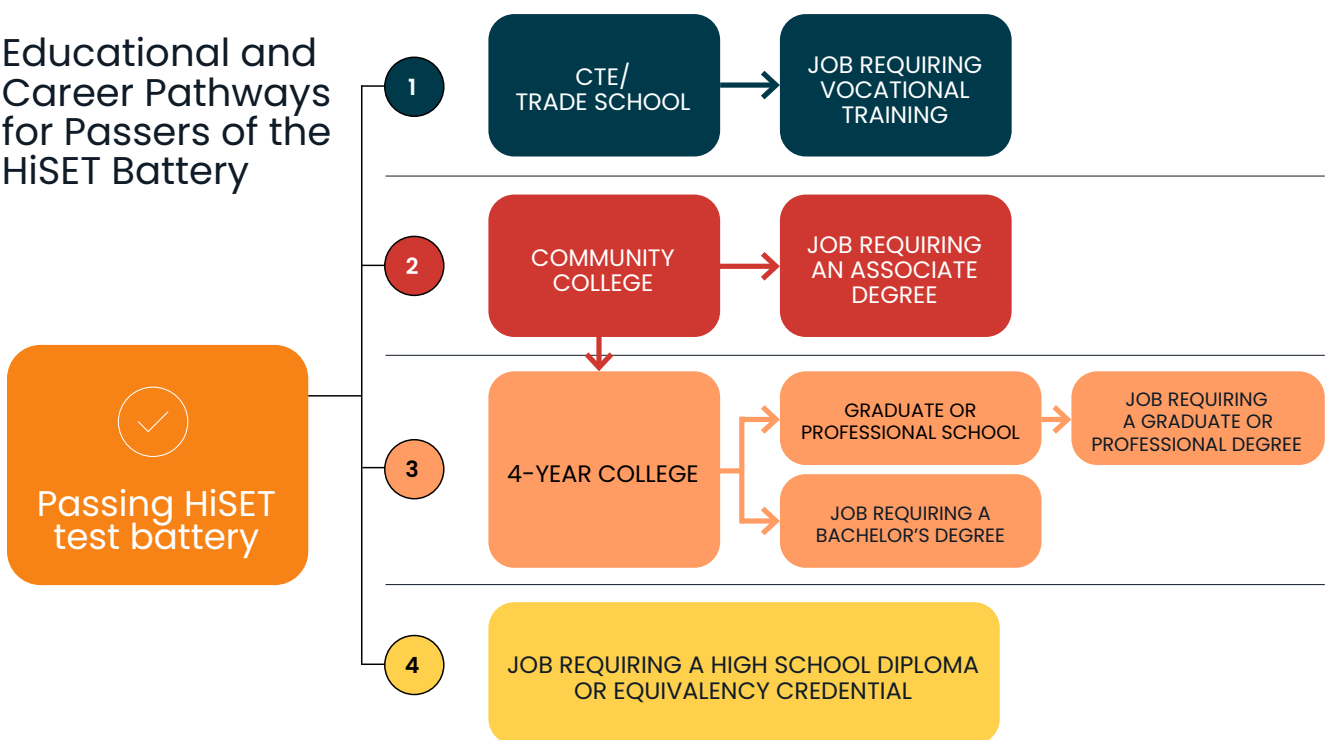 Educational and
Career Pathways
for Passers of the
HiSET Battery
Passing HiSET
test battery
1
CTE/
TRADE SCHOOL
JOB REQUIRING
VOCATIONAL
TRAINING
2
COMMUNITY
COLLEGE
JOB REQUIRING
AN ASSOCIATE
DEGREE
3
4-YEAR COLLEGE
GRADUATE OR
PROFESSIONAL SCHOOL
JOB REQUIRING
A GRADUATE OR
PROFESSIONAL DEGREE
JOB REQUIRING A
BACHELOR’S DEGREE
4
JOB REQUIRING A HIGH SCHOOL DIPLOMA
OR EQUIVALENCY CREDENTIAL